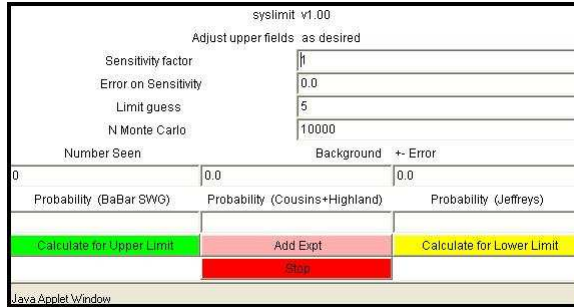 syslimit v1.00
Adjust upper fields as desired
Sensitivity factor 1
Error on Sensitivity 0.0
Limit guess 5
N Monte Carlo 10000
Number Seen Background +- Error
0 0.0 0.0
Probability (BaBar SWG) Probability (Cousins+Highland) Probability (Jeffreys)
Calculate for Upper Limit Add Expt Calculate for Lower Limit
Stop
Java Applet Window